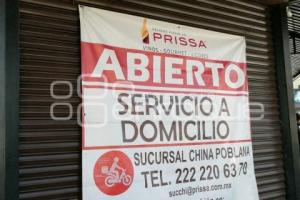 PRISSA
VINOS · GOURMET · LICORES
ABIERTO
SERVICIO A
DOMICILIO
SUCURSAL CHINA POBLANA
TEL. 222 220 63 70
succhi@prissa.com.mx